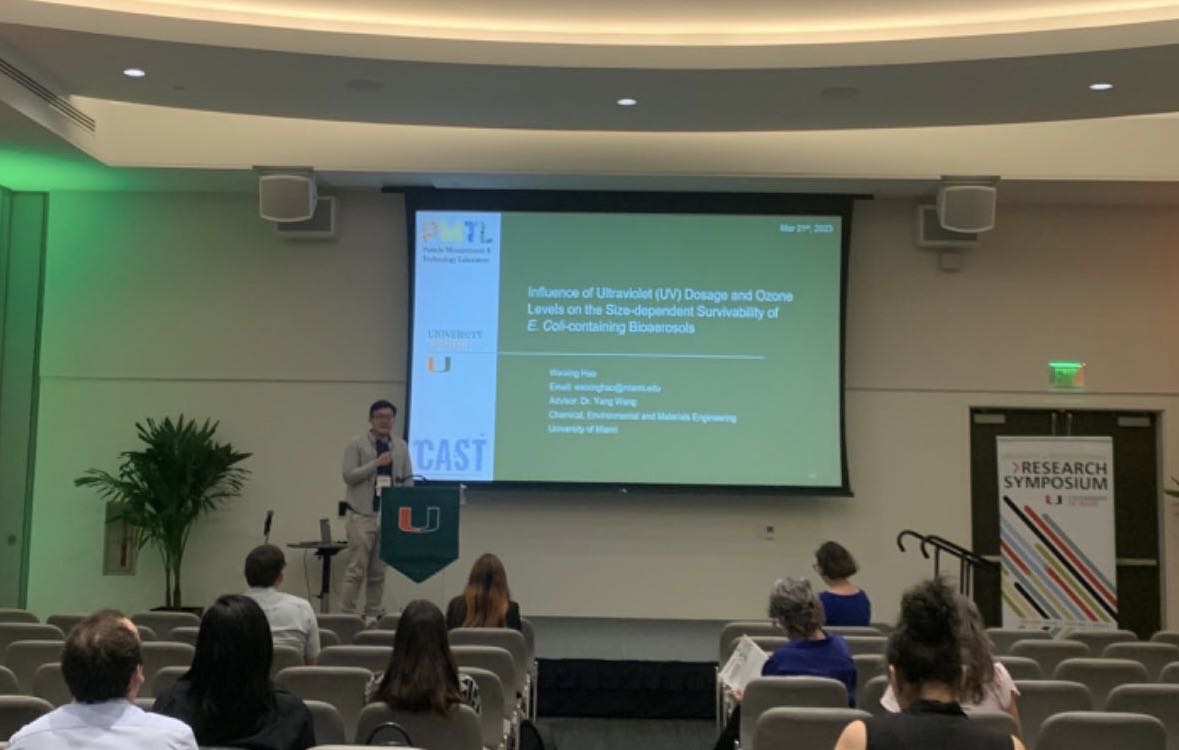 Mar 21st, 2023
PMTL
Particle Measurement &
Technology Laboratory
Influence of Ultraviolet (UV) Dosage and Ozone
Levels on the Size-dependent Survivability of
E. Coli-containing Bioaerosols
UNIVERSITY
U
Weixing Hao
Email: weixinghao@miami.edu
Advisor: Dr. Yang Wang
Chemical, Environmental and Materials Engineering
University of Miami
CAST
U
RESEARCH
SYMPOSIUM
U UNIVERSITY
OF MIAMI